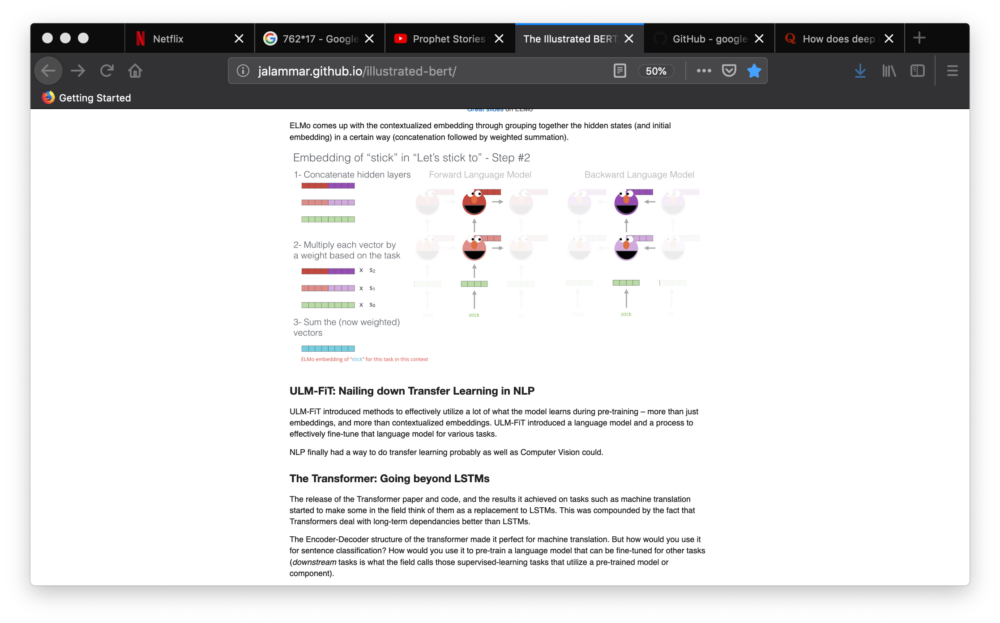 Netflix
762*17 - Google
Prophet Stories
The Illustrated BERT,
GitHub - google-
How does deep
jalammar.github.io/illustrated-bert/
50%
Getting Started
Great slides on ELMo
ELMo comes up with the contextualized embedding through grouping together the hidden states (and initial
embedding) in a certain way (concatenation followed by weighted summation).
Embedding of “stick” in “Let’s stick to” - Step #2
1- Concatenate hidden layers
Forward Language Model
Backward Language Model
2- Multiply each vector by
a weight based on the task
x s2
x s1
x s0
Let's
stick
to
Let's
stick
to
3- Sum the (now weighted)
vectors
ELMo embedding of “stick” for this task in this context
ULM-FiT: Nailing down Transfer Learning in NLP
ULM-FiT introduced methods to effectively utilize a lot of what the model learns during pre-training – more than just
embeddings, and more than contextualized embeddings. ULM-FiT introduced a language model and a process to
effectively fine-tune that language model for various tasks.
NLP finally had a way to do transfer learning probably as well as Computer Vision could.
The Transformer: Going beyond LSTMs
The release of the Transformer paper and code, and the results it achieved on tasks such as machine translation
started to make some in the field think of them as a replacement to LSTMs. This was compounded by the fact that
Transformers deal with long-term dependancies better than LSTMs.
The Encoder-Decoder structure of the transformer made it perfect for machine translation. But how would you use it
for sentence classification? How would you use it to pre-train a language model that can be fine-tuned for other tasks
(downstream tasks is what the field calls those supervised-learning tasks that utilize a pre-trained model or
component).